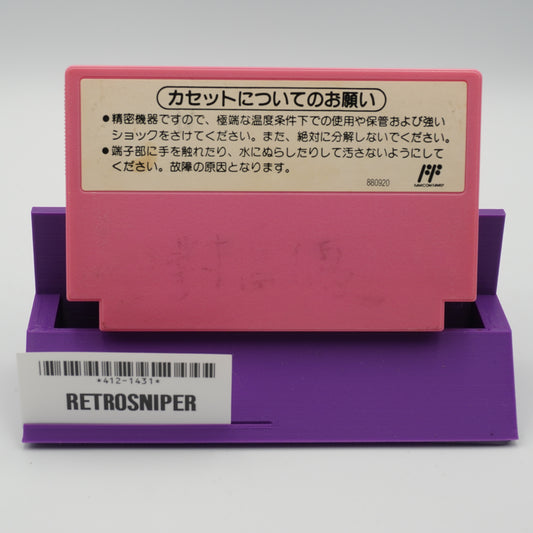 カセットについてのお願い
●精密機器ですので、極端な温度条件下での使用や保管および強い
ショックをさけてください。また、絶対に分解しないでください。
●端子部に手を触れたり、水にぬらしたりして汚さないようにして
ください。故障の原因となります。
FF
FAMICOM FAMILY
880920
*412-1431*
RETROSNIPER